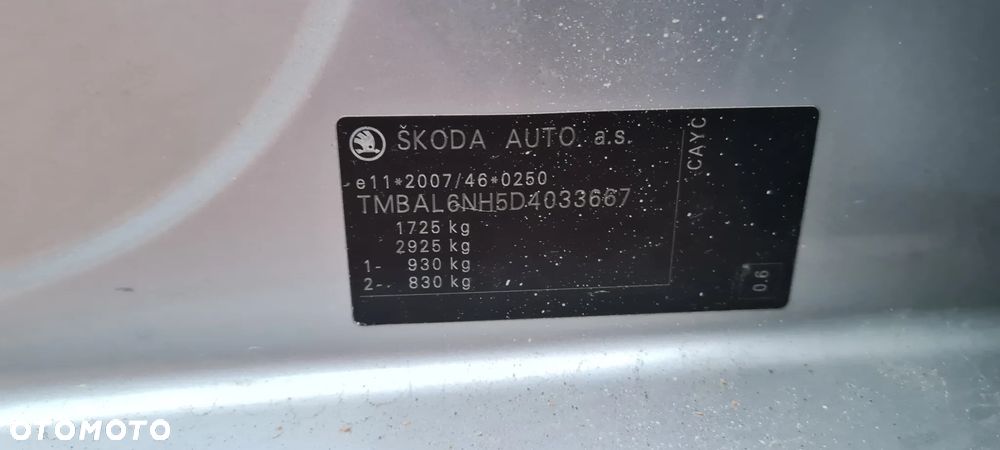 ŠKODA AUTO a.s.
e11*2007/46*0250
TMBAL6NH5D4033667
1725 kg
2925 kg
1- 930 kg
2- 830 kg
CAYC
0.6
OTOMOTO